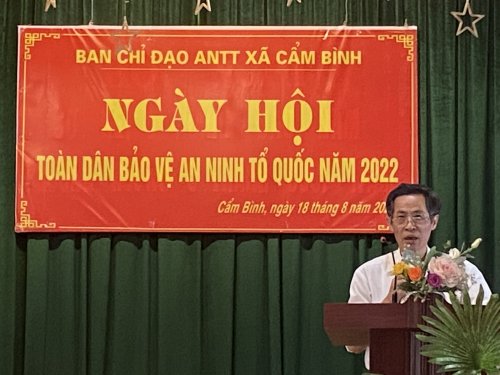 BAN CHỈ ĐẠO ANTT XÃ CẨM BÌNH
NGÀY HỘI
TOÀN DÂN BẢO VỆ AN NINH TỔ QUỐC NĂM 2022
Cẩm Bình, ngày 18 tháng 8 năm 20